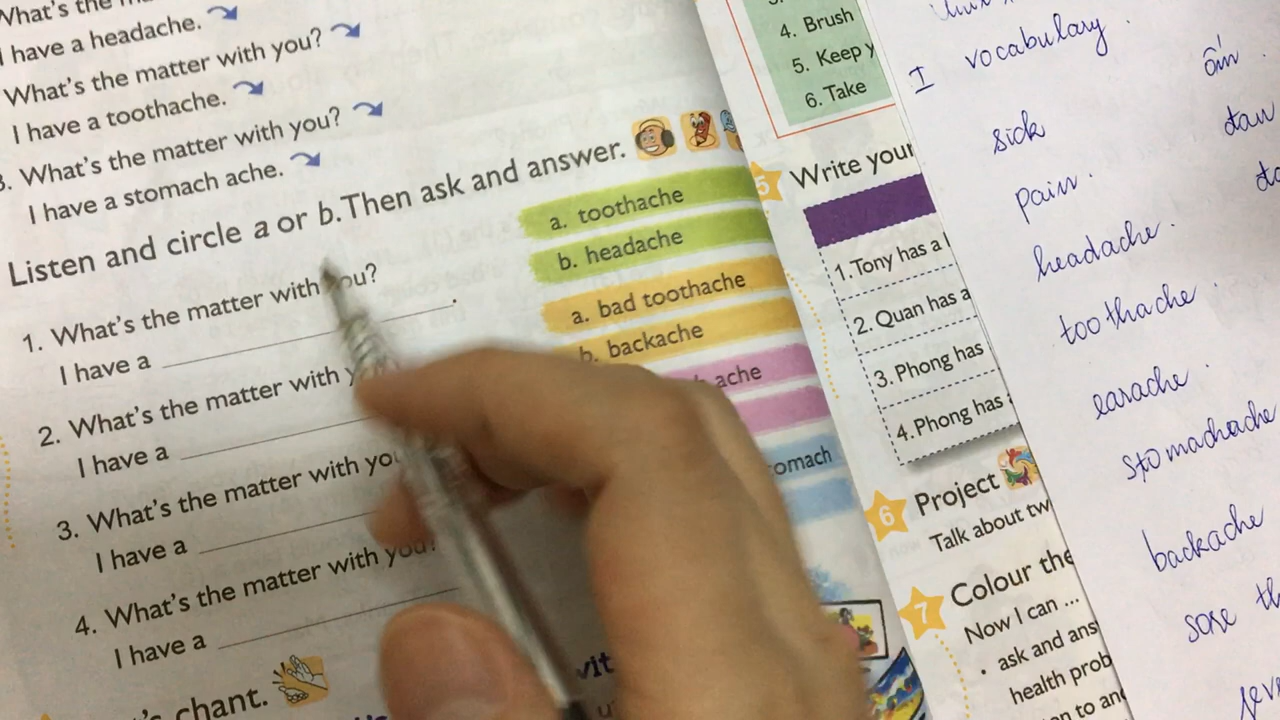 What's the
I have a headache.
What's the matter with you?
I have a toothache.
3. What's the matter with you?
I have a stomach ache.
Listen and circle a or b. Then ask and answer.
1. What's the matter with you?
I have a
2. What's the matter with
I have a
3. What's the matter with
I have a
4. What's the matter with you?
I have a
chant.
a. toothache
b. headache
a. bad toothache
b. backache
ache
4. Brush
5. Keep
6. Take
5 Write your
1. Tony has a
2. Quan has a
3. Phong has
4. Phong has
6 Project
Talk about
7 Colour the
Now I can ...
• ask and
health
to
I vocabulary.
sick
ốm.
pain.
đau
headache.
toothache.
earache.
stomachache
backache
sore